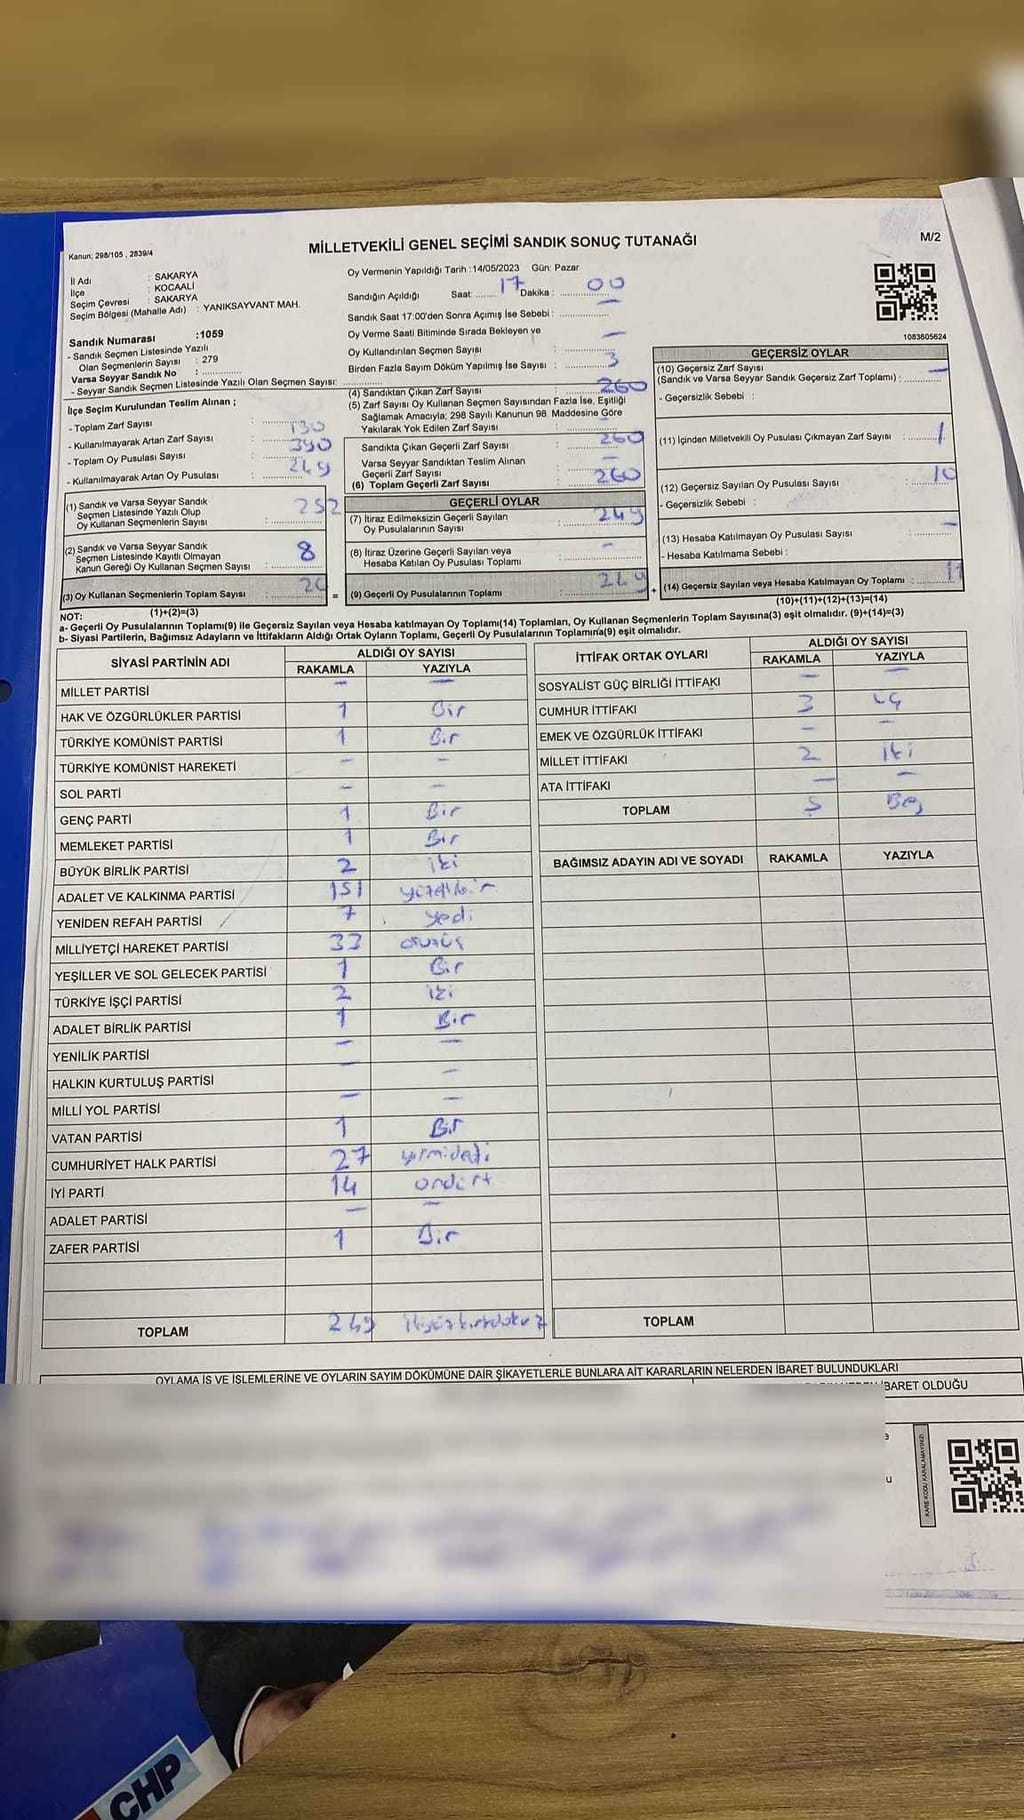 Kanun; 298/105 , 2839/4
MİLLETVEKİLİ GENEL SEÇİMİ SANDIK SONUÇ TUTANAĞI
M/2
İl Adı : SAKARYA
İlçe : KOCAALİ
Seçim Çevresi : SAKARYA
Seçim Bölgesi (Mahalle Adı) : YANIKSAYVANT MAH.
Sandık Numarası :1059
- Sandık Seçmen Listesinde Yazılı
Olan Seçmenlerin Sayısı : 279
Varsa Seyyar Sandık No :
- Seyyar Sandık Seçmen Listesinde Yazılı Olan Seçmen Sayısı:
İlçe Seçim Kurulundan Teslim Alınan ;
- Toplam Zarf Sayısı :
- Kullanılmayarak Artan Zarf Sayısı : 130
- Toplam Oy Pusulası Sayısı : 390
- Kullanılmayarak Artan Oy Pusulası : 249
(1) Sandık ve Varsa Seyyar Sandık
Seçmen Listesinde Yazılı Olup
Oy Kullanan Seçmenlerin Sayısı : 252
(2) Sandık ve Varsa Seyyar Sandık
Seçmen Listesinde Kayıtlı Olmayan
Kanun Gereği Oy Kullanan Seçmen Sayısı : 8
(3) Oy Kullanan Seçmenlerin Toplam Sayısı : 26
(1)+(2)=(3)
Oy Vermenin Yapıldığı Tarih :14/05/2023 Gün: Pazar
Sandığın Açıldığı Saat: 17 Dakika : 00
Sandık Saat 17:00'den Sonra Açımış İse Sebebi : —
Oy Verme Saati Bitiminde Sırada Bekleyen ve
Oy Kullandırılan Seçmen Sayısı : —
Birden Fazla Sayım Döküm Yapılmış İse Sayısı : 3
(4) Sandıktan Çıkan Zarf Sayısı : 260
(5) Zarf Sayısı Oy Kullanan Seçmen Sayısından Fazla İse, Eşitliği
Sağlamak Amacıyla; 298 Sayılı Kanunun 98. Maddesine Göre
Yakılarak Yok Edilen Zarf Sayısı : —
Sandıkta Çıkan Geçerli Zarf Sayısı : 260
Varsa Seyyar Sandıktan Teslim Alınan
Geçerli Zarf Sayısı : —
(6) Toplam Geçerli Zarf Sayısı : 260
GEÇERLİ OYLAR
(7) İtiraz Edilmeksizin Geçerli Sayılan
Oy Pusulalarının Sayısı : 249
(8) İtiraz Üzerine Geçerli Sayılan veya
Hesaba Katılan Oy Pusulası Toplamı : -
= (9) Geçerli Oy Pusulalarının Toplamı : 249 +
1083605624
GEÇERSİZ OYLAR
(10) Geçersiz Zarf Sayısı
(Sandık ve Varsa Seyyar Sandık Geçersiz Zarf Toplamı) : —
- Geçersizlik Sebebi :
(11) İçinden Milletvekili Oy Pusulası Çıkmayan Zarf Sayısı : 1
(12) Geçersiz Sayılan Oy Pusulası Sayısı : 10
- Geçersizlik Sebebi :
(13) Hesaba Katılmayan Oy Pusulası Sayısı : —
- Hesaba Katılmama Sebebi :
(14) Geçersiz Sayılan veya Hesaba Katılmayan Oy Toplamı : 11
(10)+(11)+(12)+(13)=(14)
NOT:
a- Geçerli Oy Pusulalarının Toplamı(9) ile Geçersiz Sayılan veya Hesaba katılmayan Oy Toplamı(14) Toplamları, Oy Kullanan Seçmenlerin Toplam Sayısına(3) eşit olmalıdır. (9)+(14)=(3)
b- Siyasi Partilerin, Bağımsız Adayların ve İttifakların Aldığı Ortak Oyların Toplamı, Geçerli Oy Pusulalarının Toplamına(9) eşit olmalıdır.
SİYASİ PARTİNİN ADI ALDIĞI OY SAYISI
RAKAMLA YAZIYLA
MİLLET PARTİSİ — —
HAK VE ÖZGÜRLÜKLER PARTİSİ 1 Bir
TÜRKİYE KOMÜNİST PARTİSİ 1 Bir
TÜRKİYE KOMÜNİST HAREKETİ - -
SOL PARTİ - -
GENÇ PARTİ 1 Bir
MEMLEKET PARTİSİ 1 Bir
BÜYÜK BİRLİK PARTİSİ 2 iki
ADALET VE KALKINMA PARTİSİ 151 yüzellibir
YENİDEN REFAH PARTİSİ 7 yedi
MİLLİYETÇİ HAREKET PARTİSİ 33 otuzüç
YEŞİLLER VE SOL GELECEK PARTİSİ 1 Bir
TÜRKİYE İŞÇİ PARTİSİ 2 iki
ADALET BİRLİK PARTİSİ 1 Bir
YENİLİK PARTİSİ — —
HALKIN KURTULUŞ PARTİSİ — -
MİLLİ YOL PARTİSİ — —
VATAN PARTİSİ 1 Bir
CUMHURİYET HALK PARTİSİ 27 yirmiyedi
İYİ PARTİ 14 ondört
ADALET PARTİSİ — —
ZAFER PARTİSİ 1 Bir
TOPLAM 249 ikiyüzkırkdokuz
İTTİFAK ORTAK OYLARI ALDIĞI OY SAYISI
RAKAMLA YAZIYLA
SOSYALİST GÜÇ BİRLİĞİ İTTİFAKI — —
CUMHUR İTTİFAKI 3 üç
EMEK VE ÖZGÜRLÜK İTTİFAKI — -
MİLLET İTTİFAKI 2 iki
ATA İTTİFAKI — —
TOPLAM 5 Beş
BAĞIMSIZ ADAYIN ADI VE SOYADI RAKAMLA YAZIYLA
TOPLAM
OYLAMA İŞ VE İŞLEMLERİNE VE OYLARIN SAYIM DÖKÜMÜNE DAİR ŞİKAYETLERLE BUNLARA AİT KARARLARIN NELERDEN İBARET BULUNDUKLARI
İBARET OLDUĞU
KARE KODU KARALAMAYINIZ!
CHP